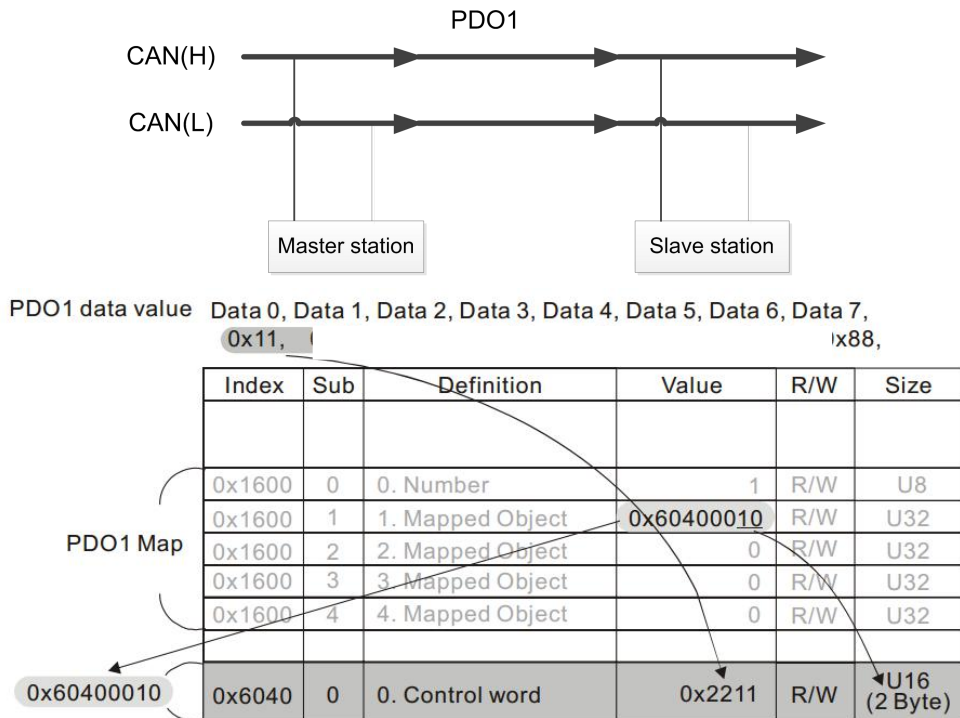 PDO1
CAN(H)
CAN(L)
Master station
Slave station
PDO1 data value Data 0, Data 1, Data 2, Data 3, Data 4, Data 5, Data 6, Data 7,
0x11, x88,
Index Sub Definition Value R/W Size
0x1600 0 0. Number 1 R/W U8
0x1600 1 1. Mapped Object 0x60400010 R/W U32
PDO1 Map
0x1600 2 2. Mapped Object 0 R/W U32
0x1600 3 3. Mapped Object 0 R/W U32
0x1600 4 4. Mapped Object 0 R/W U32
0x60400010
0x6040 0 0. Control word 0x2211 R/W U16
(2 Byte)